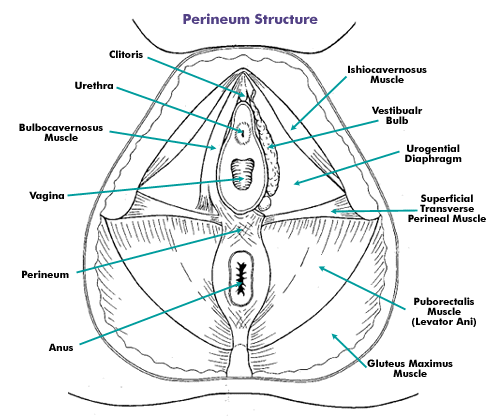 Perineum Structure
Clitoris
Urethra
Bulbocavernosus
Muscle
Vagina
Perineum
Anus
Ishiocavernosus
Muscle
Vestibualr
Bulb
Urogential
Diaphragm
Superficial
Transverse
Perineal Muscle
Puborectalis
Muscle
(Levator Ani)
Gluteus Maximus
Muscle